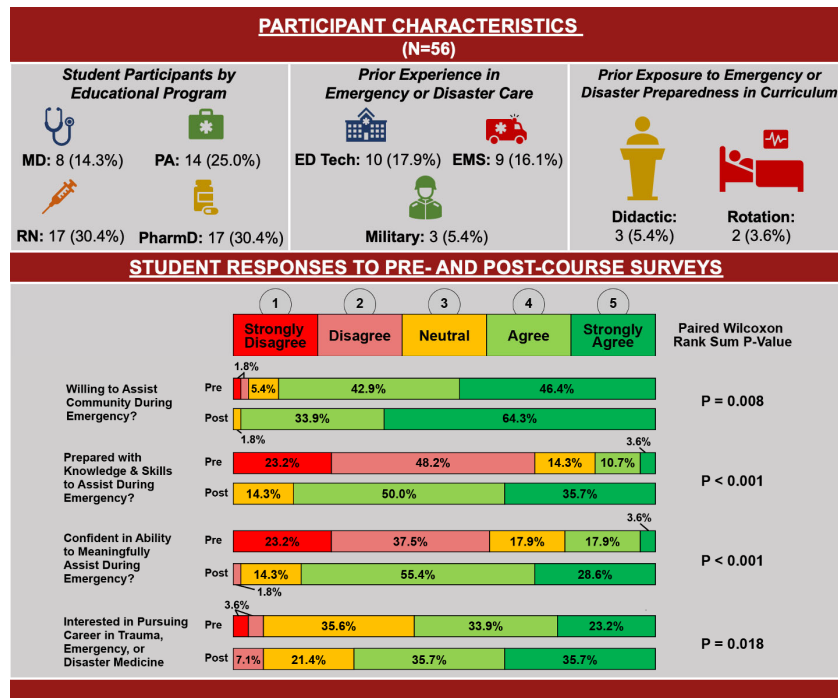 PARTICIPANT CHARACTERISTICS
(N=56)
Student Participants by
Educational Program
MD: 8 (14.3%)
PA: 14 (25.0%)
RN: 17 (30.4%)
PharmD: 17 (30.4%)
Prior Experience in
Emergency or Disaster Care
ED Tech: 10 (17.9%)
EMS: 9 (16.1%)
Military: 3 (5.4%)
Prior Exposure to Emergency or
Disaster Preparedness in Curriculum
Didactic:
3 (5.4%)
Rotation:
2 (3.6%)
STUDENT RESPONSES TO PRE- AND POST-COURSE SURVEYS
1
2
3
4
5
Strongly
Disagree
Disagree
Neutral
Agree
Strongly
Agree
Paired Wilcoxon
Rank Sum P-Value
Willing to Assist
Community During
Emergency?
1.8%
Pre
5.4%
42.9%
46.4%
Post
33.9%
64.3%
1.8%
P = 0.008
Prepared with
Knowledge & Skills
to Assist During
Emergency?
3.6%
Pre
23.2%
48.2%
14.3%
10.7%
Post
14.3%
50.0%
35.7%
P < 0.001
Confident in Ability
to Meaningfully
Assist During
Emergency?
3.6%
Pre
23.2%
37.5%
17.9%
17.9%
Post
14.3%
55.4%
28.6%
1.8%
P < 0.001
Interested in Pursuing
Career in Trauma,
Emergency, or
Disaster Medicine
3.6%
Pre
35.6%
33.9%
23.2%
Post
7.1%
21.4%
35.7%
35.7%
P = 0.018